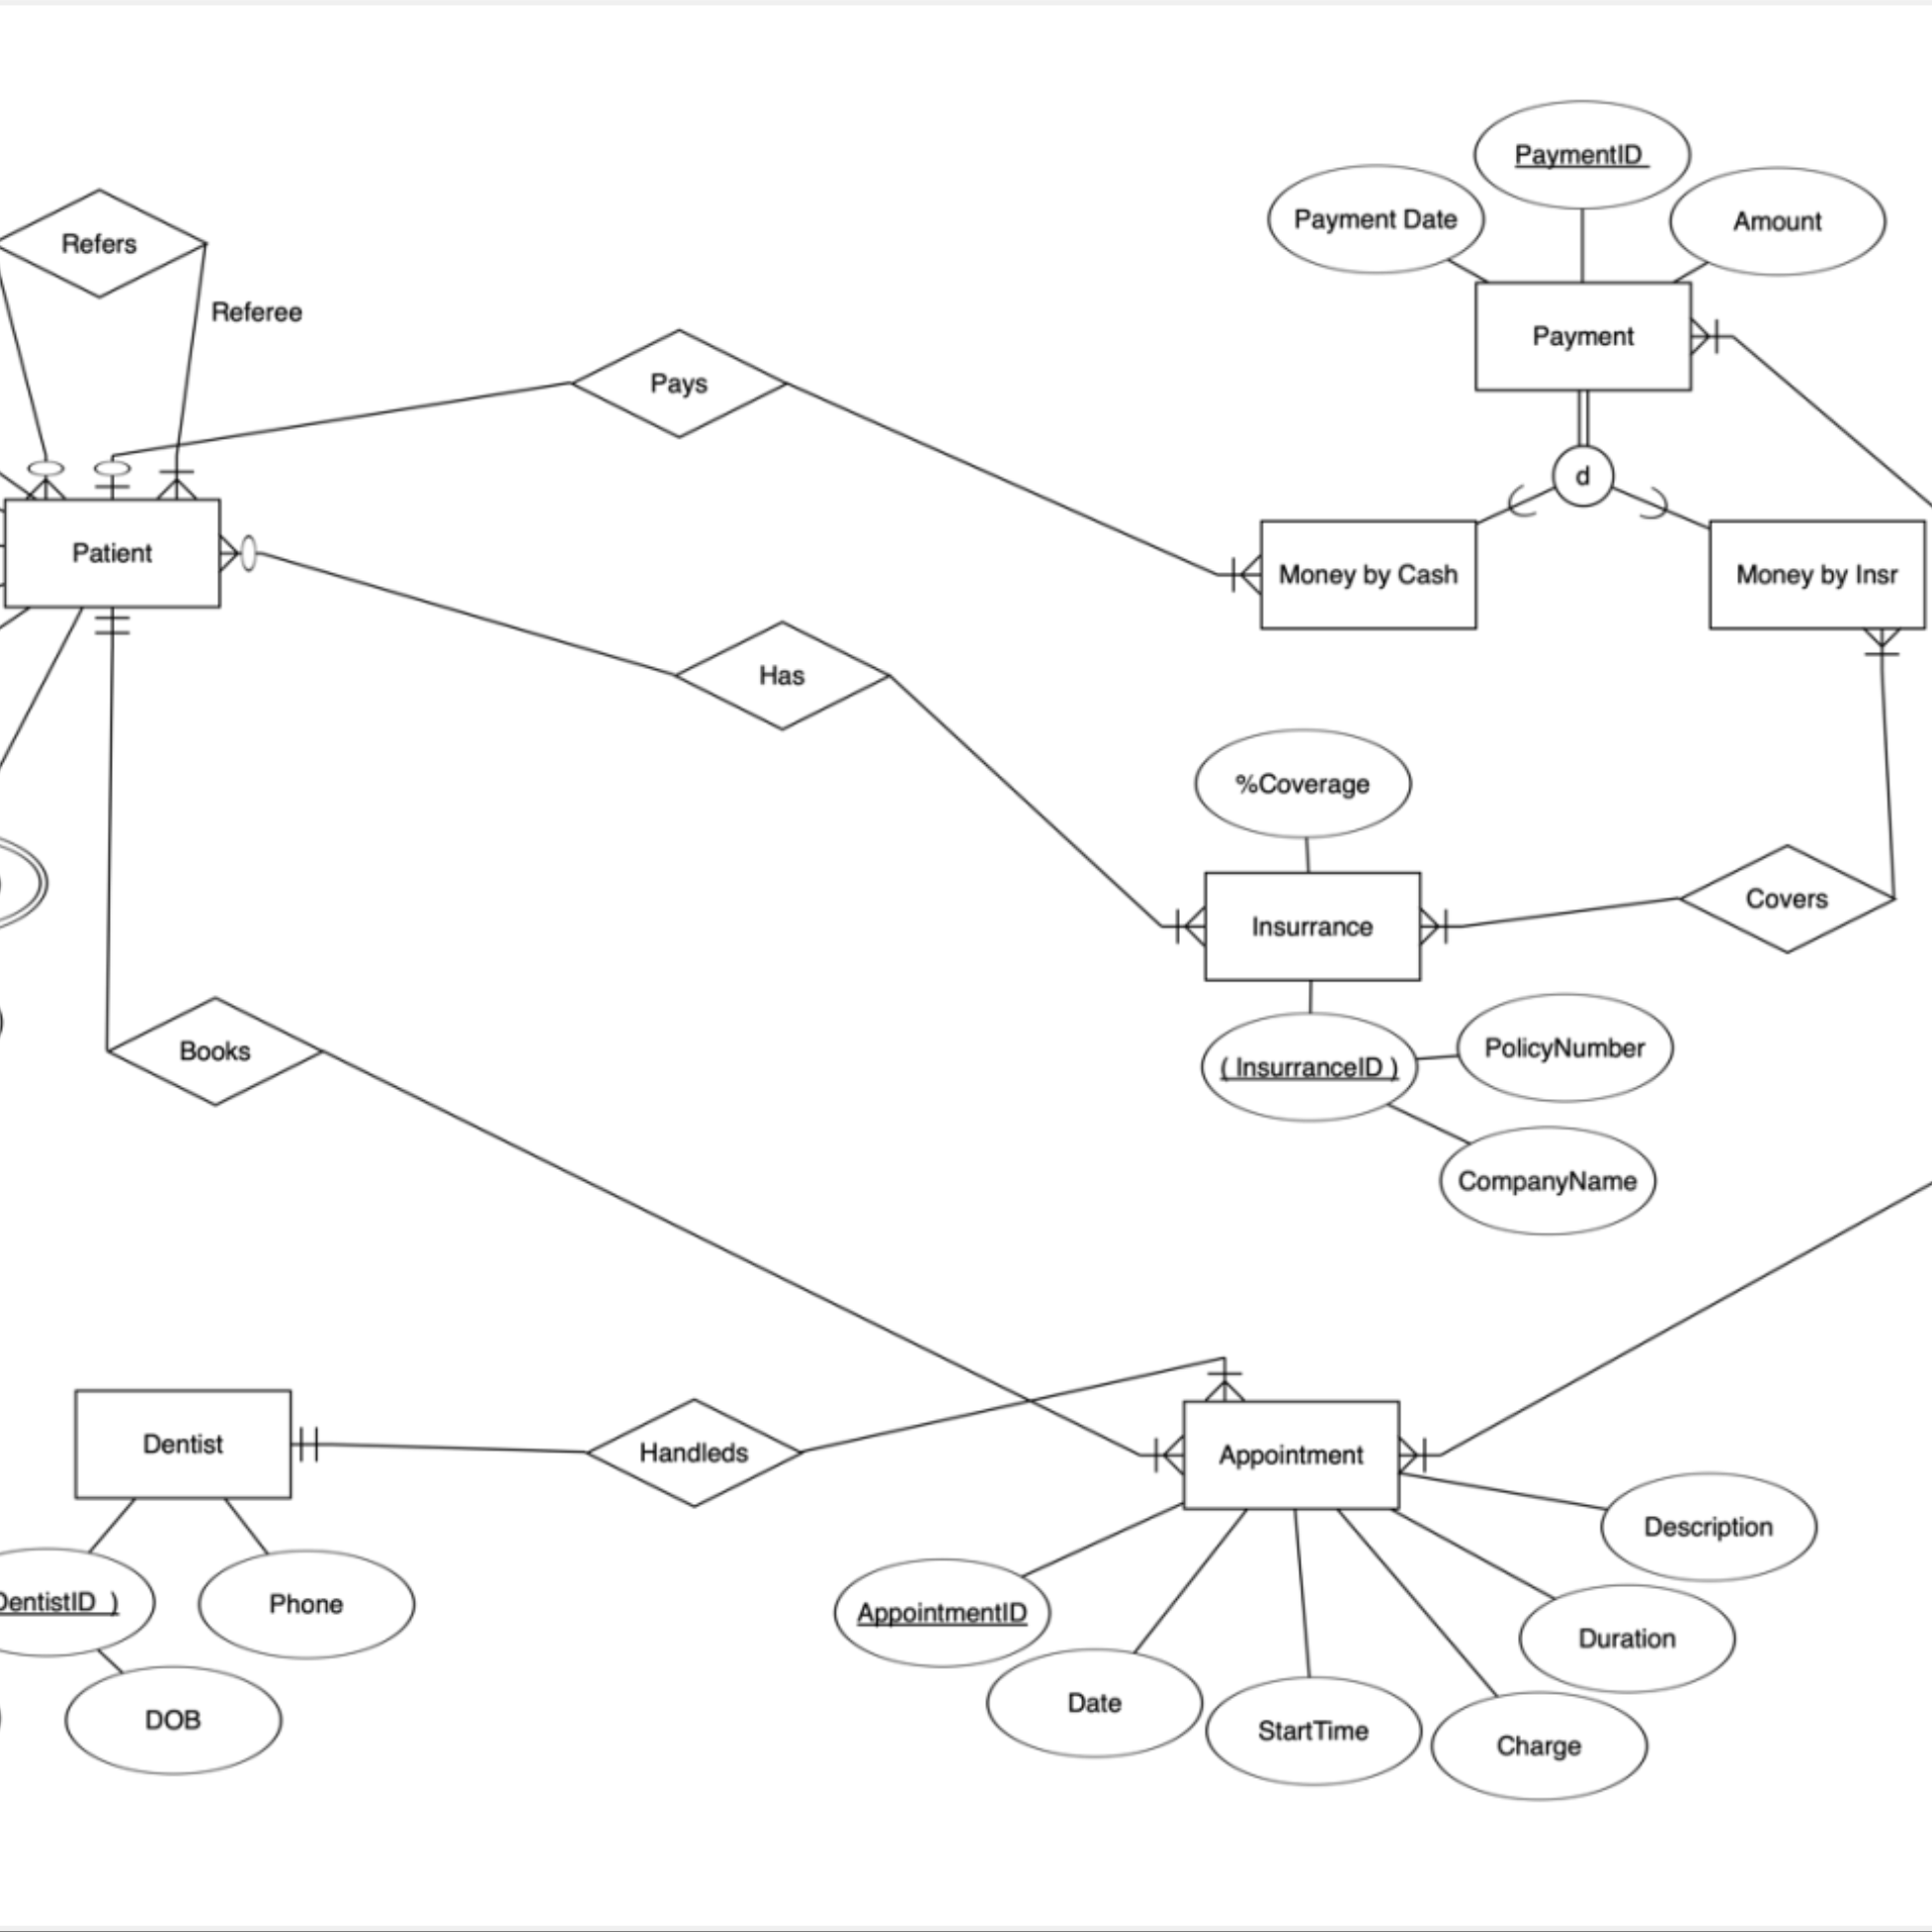 PaymentID
Payment Date
Amount
Refers
Referee
Payment
Pays
d
Patient
Money by Cash
Money by Insr
Has
%Coverage
Covers
Insurrance
Books
PolicyNumber
( InsurranceID )
CompanyName
Dentist
Handleds
Appointment
Description
DentistID )
Phone
AppointmentID
Duration
Date
DOB
StartTime
Charge